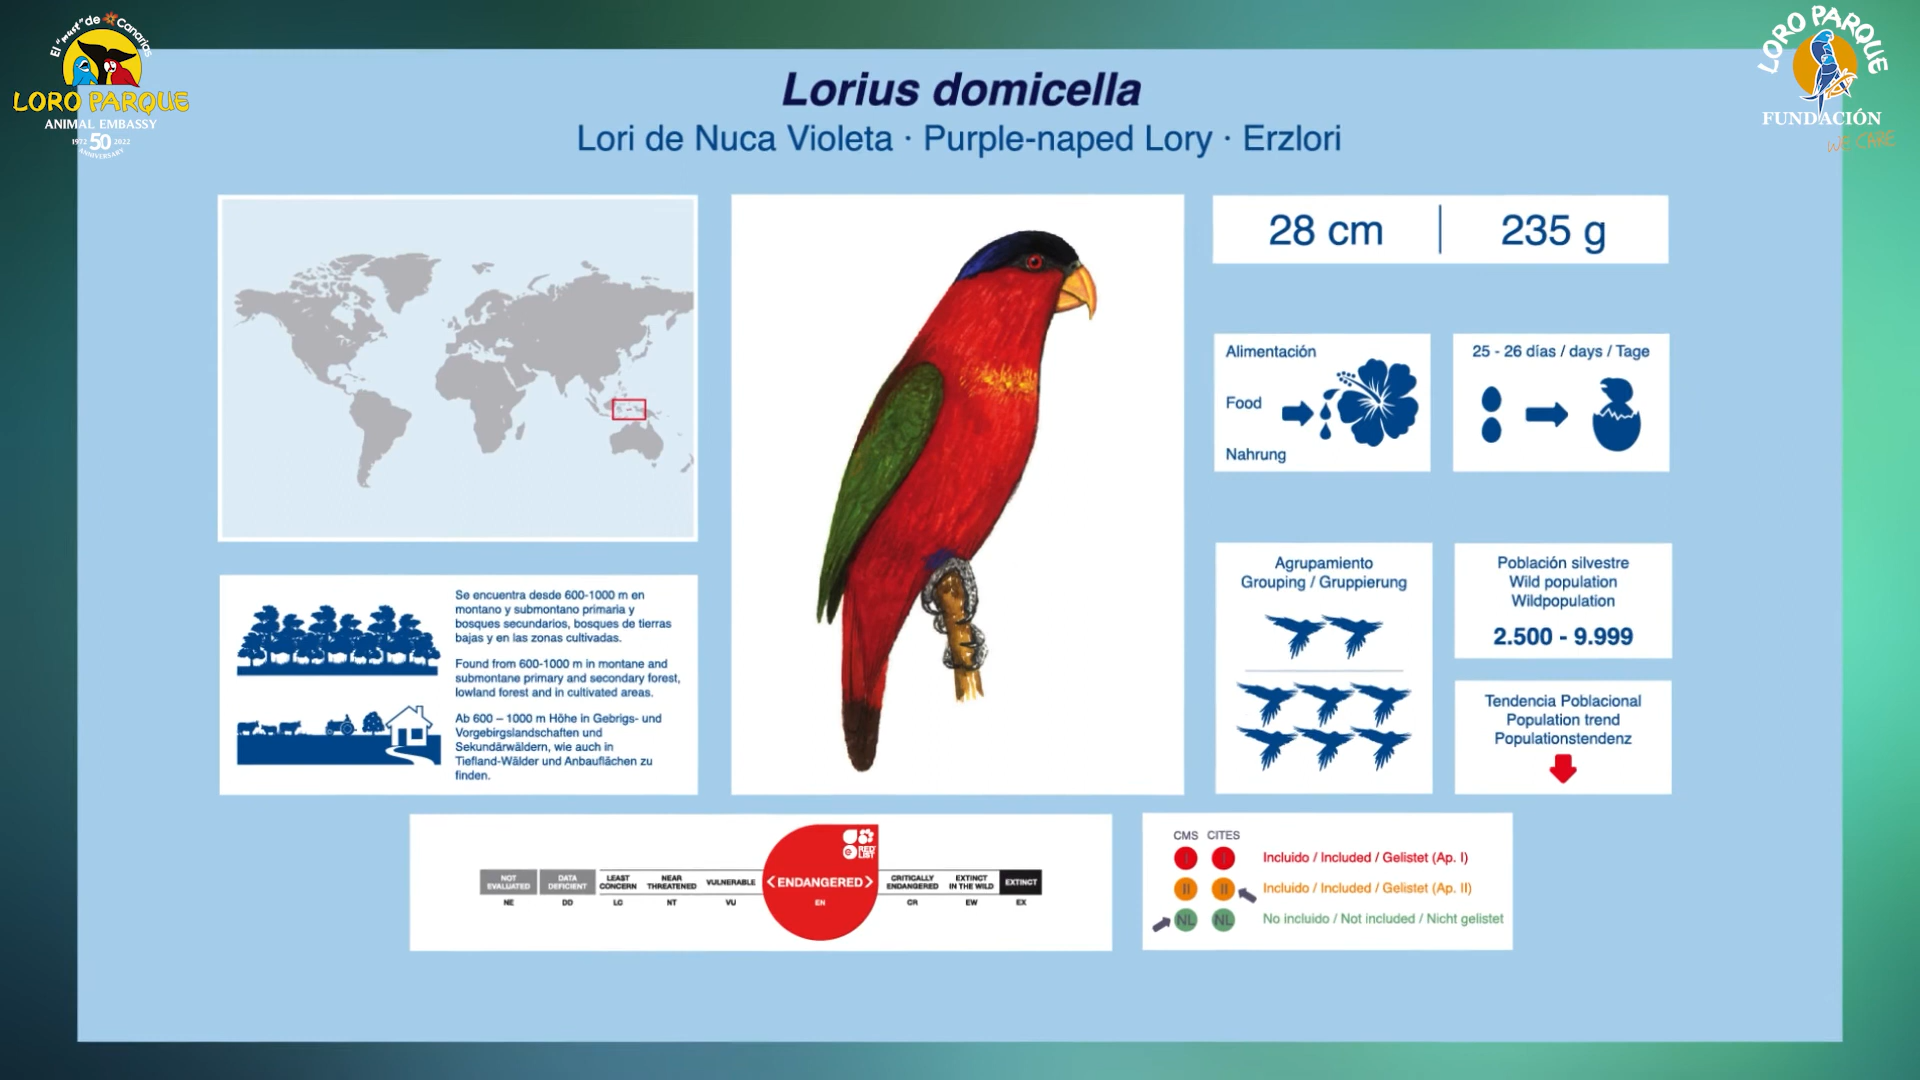 El "must" de Canarias
LORO PARQUE
ANIMAL EMBASSY
1972 50 2022
ANNIVERSARY
LORO PARQUE
FUNDACIÓN
WE CARE
Lorius domicella
Lori de Nuca Violeta · Purple-naped Lory · Erzlori
28 cm | 235 g
Alimentación
Food
Nahrung
25 - 26 días / days / Tage
Se encuentra desde 600-1000 m en
montano y submontano primaria y
bosques secundarios, bosques de tierras
bajas y en las zonas cultivadas.
Found from 600-1000 m in montane and
submontane primary and secondary forest,
lowland forest and in cultivated areas.
Ab 600 – 1000 m Höhe in Gebrigs- und
Vorgebirgslandschaften und
Sekundärwäldern, wie auch in
Tiefland-Wälder und Anbauflächen zu
finden.
Agrupamiento
Grouping / Gruppierung
Población silvestre
Wild population
Wildpopulation
2.500 - 9.999
Tendencia Poblacional
Population trend
Populationstendenz
RED
LIST
NOT EVALUATED
DATA DEFICIENT
LEAST CONCERN
NEAR THREATENED
VULNERABLE
<ENDANGERED>
CRITICALLY ENDANGERED
EXTINCT IN THE WILD
EXTINCT
NE DD LC NT VU EN CR EW EX
CMS CITES
I I Incluido / Included / Gelistet (Ap. I)
II II Incluido / Included / Gelistet (Ap. II)
NL NL No incluido / Not included / Nicht gelistet